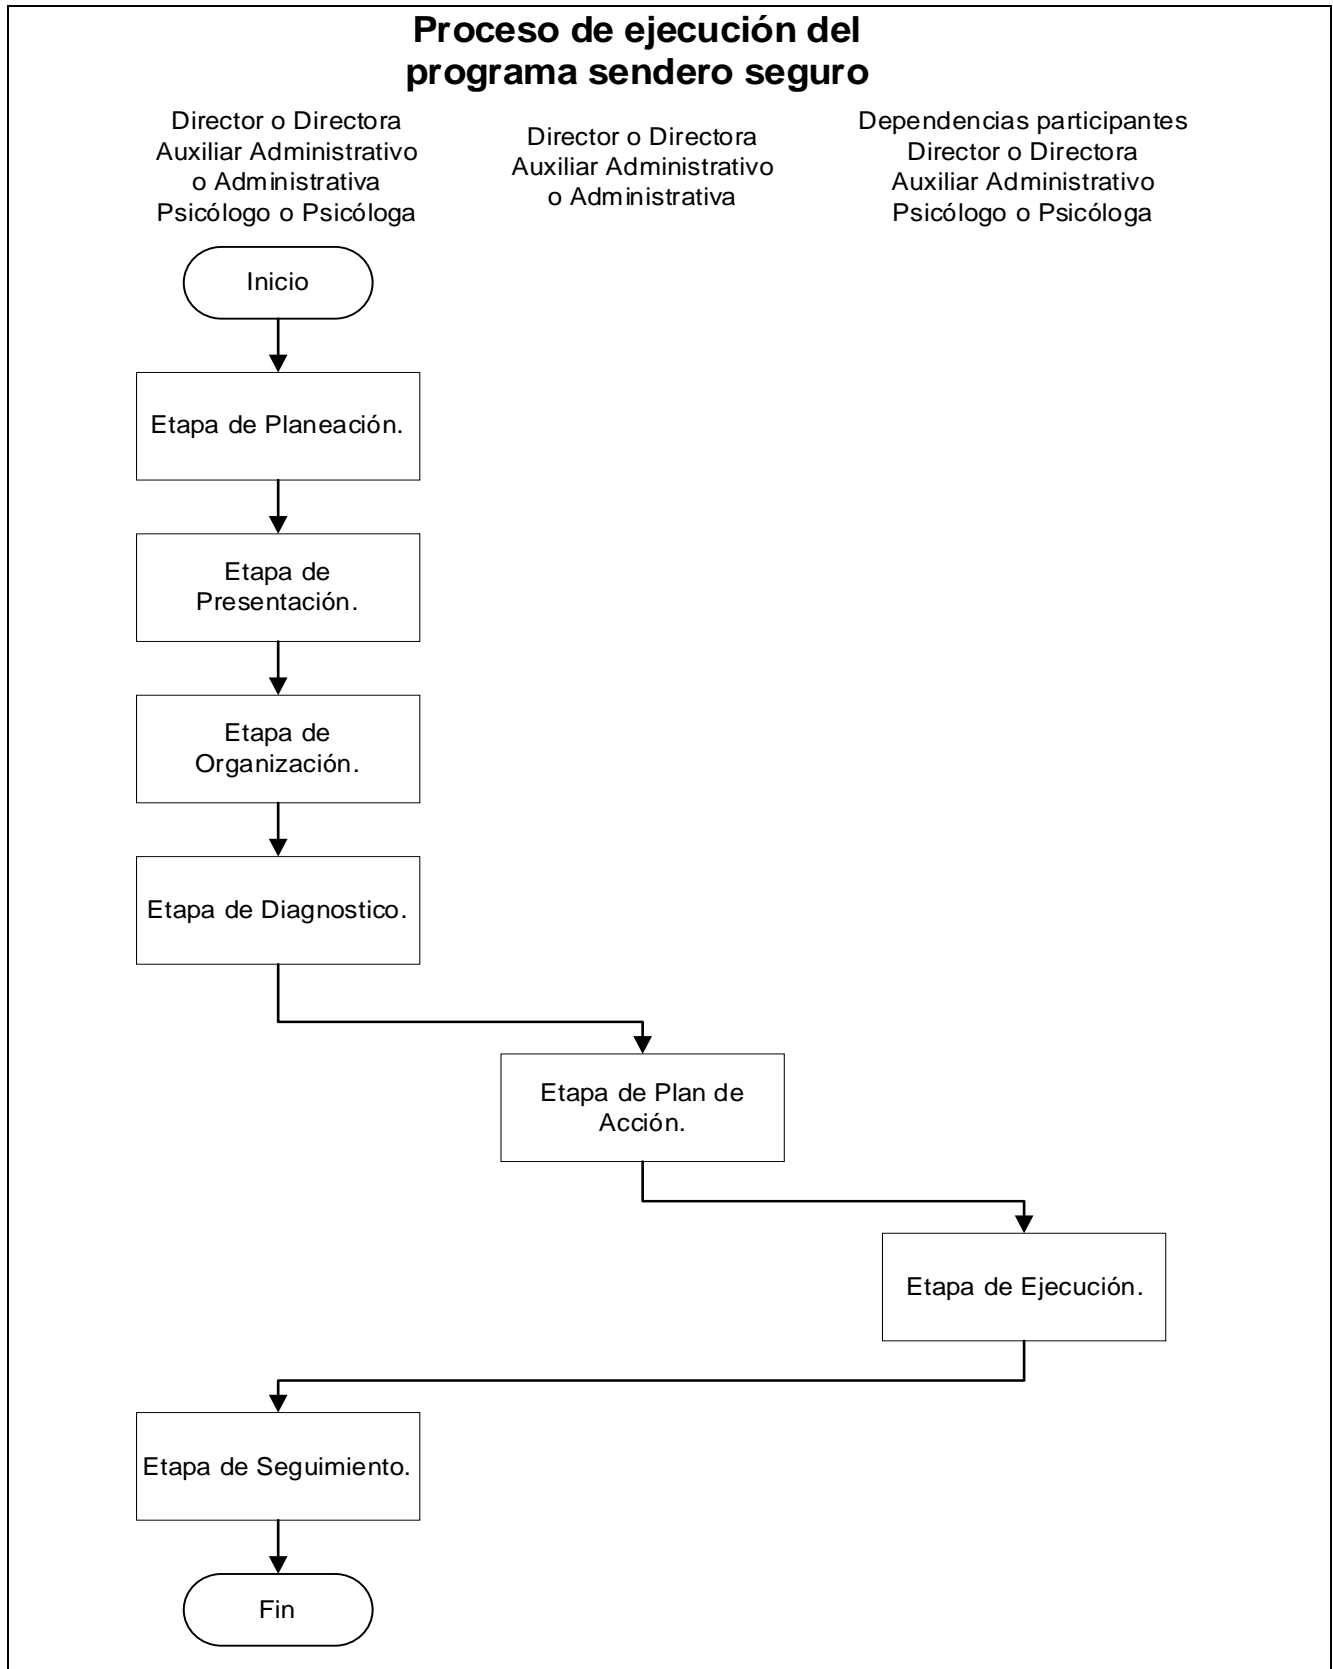 Proceso de ejecución del
programa sendero seguro
Director o Directora
Auxiliar Administrativo
o Administrativa
Psicólogo o Psicóloga
Director o Directora
Auxiliar Administrativo
o Administrativa
Dependencias participantes
Director o Directora
Auxiliar Administrativo
Psicólogo o Psicóloga
Inicio
Etapa de Planeación.
Etapa de
Presentación.
Etapa de
Organización.
Etapa de Diagnostico.
Etapa de Plan de
Acción.
Etapa de Ejecución.
Etapa de Seguimiento.
Fin